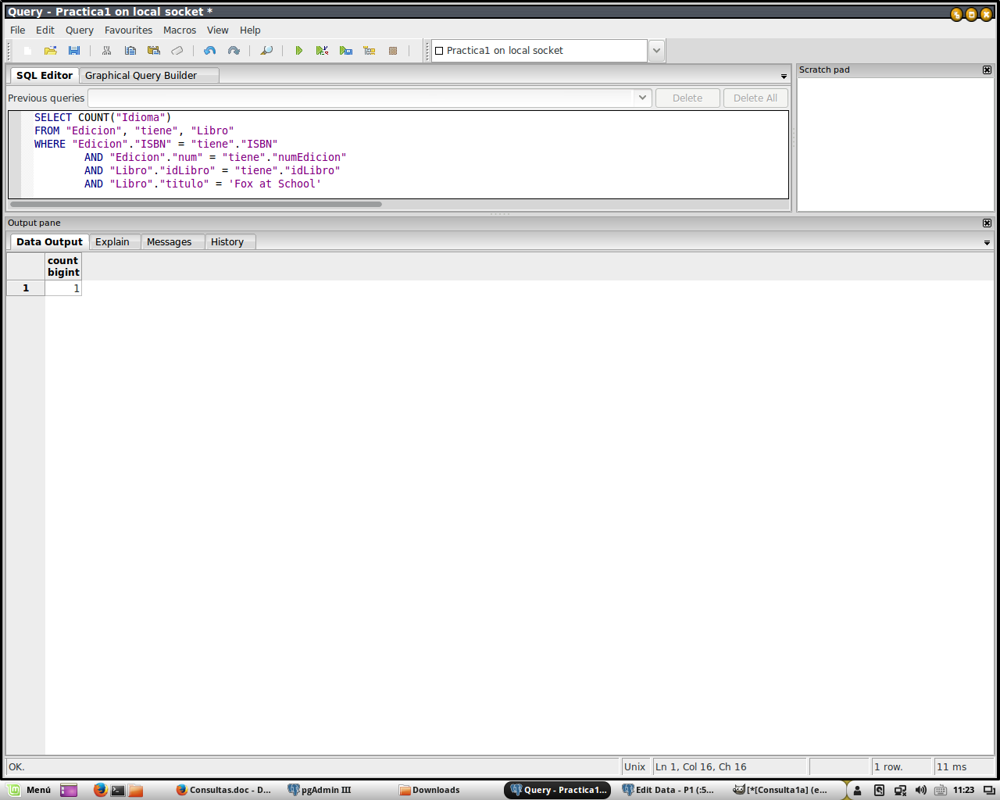 Query - Practica1 on local socket *
File Edit Query Favourites Macros View Help
Practica1 on local socket
SQL Editor Graphical Query Builder
Scratch pad
Previous queries Delete Delete All
SELECT COUNT("Idioma")
FROM "Edicion", "tiene", "Libro"
WHERE "Edicion"."ISBN" = "tiene"."ISBN"
AND "Edicion"."num" = "tiene"."numEdicion"
AND "Libro"."idLibro" = "tiene"."idLibro"
AND "Libro"."titulo" = 'Fox at School'
Output pane
Data Output Explain Messages History
count
bigint
1 1
OK. Unix Ln 1, Col 16, Ch 16 1 row. 11 ms
Menú Consultas.doc - D... pgAdmin III Downloads Query - Practica1... Edit Data - P1 (:5... [*[Consulta1a] (e... 11:23